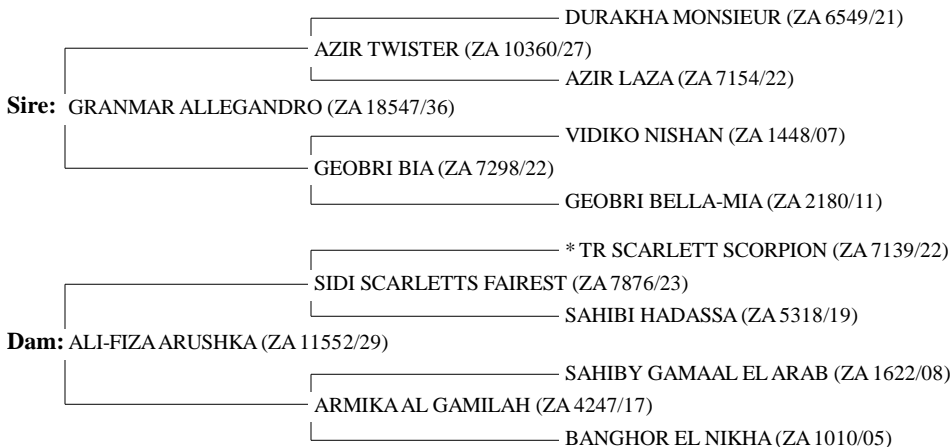 DURAKHA MONSIEUR (ZA 6549/21)
AZIR TWISTER (ZA 10360/27)
AZIR LAZA (ZA 7154/22)
Sire: GRANMAR ALLEGANDRO (ZA 18547/36)
VIDIKO NISHAN (ZA 1448/07)
GEOBRI BIA (ZA 7298/22)
GEOBRI BELLA-MIA (ZA 2180/11)
* TR SCARLETT SCORPION (ZA 7139/22)
SIDI SCARLETTS FAIREST (ZA 7876/23)
SAHIBI HADASSA (ZA 5318/19)
Dam: ALI-FIZA ARUSHKA (ZA 11552/29)
SAHIBY GAMAAL EL ARAB (ZA 1622/08)
ARMIKA AL GAMILAH (ZA 4247/17)
BANGHOR EL NIKHA (ZA 1010/05)